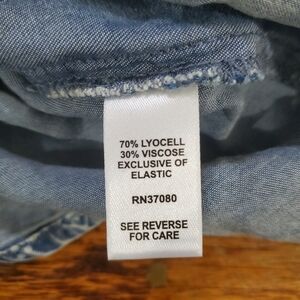 70% LYOCELL
30% VISCOSE
EXCLUSIVE OF
ELASTIC
RN37080
SEE REVERSE
FOR CARE